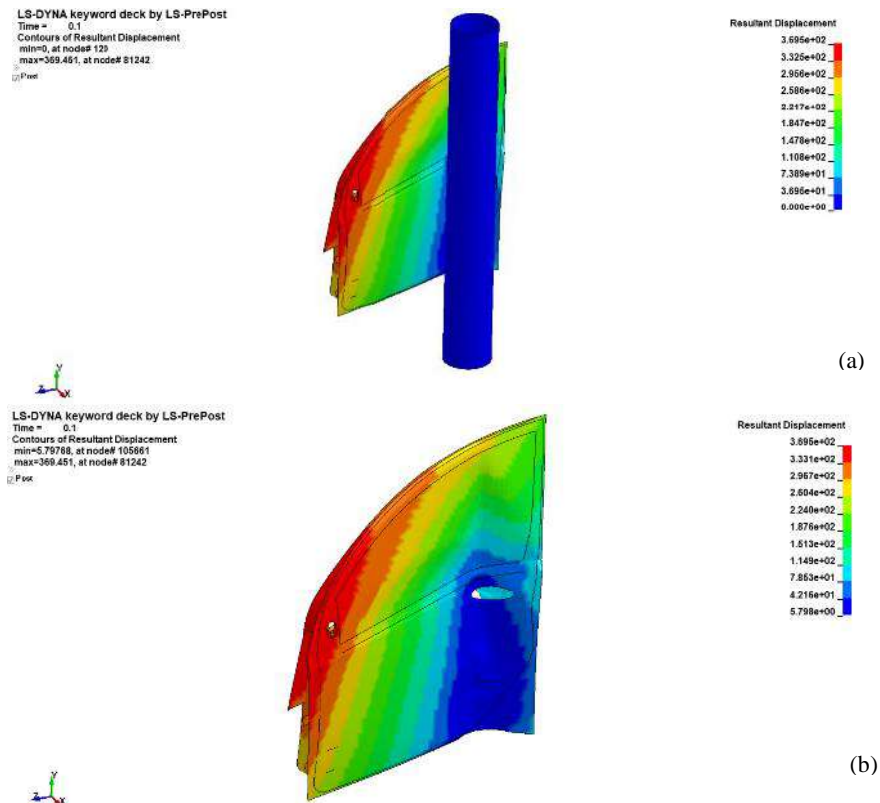 LS-DYNA keyword deck by LS-PrePost
Time = 0.1
Contours of Resultant Displacement
min=0, at node# 129
max=369.451, at node# 81242
Post
Resultant Displacement
3.695e+02
3.325e+02
2.956e+02
2.586e+02
2.217e+02
1.847e+02
1.478e+02
1.108e+02
7.389e+01
3.695e+01
0.000e+00
Y
Z
X
(a)
LS-DYNA keyword deck by LS-PrePost
Time = 0.1
Contours of Resultant Displacement
min=5.79768, at node# 105661
max=369.451, at node# 81242
Post
Resultant Displacement
3.695e+02
3.331e+02
2.967e+02
2.604e+02
2.240e+02
1.876e+02
1.513e+02
1.149e+02
7.853e+01
4.216e+01
5.798e+00
Y
Z
X
(b)